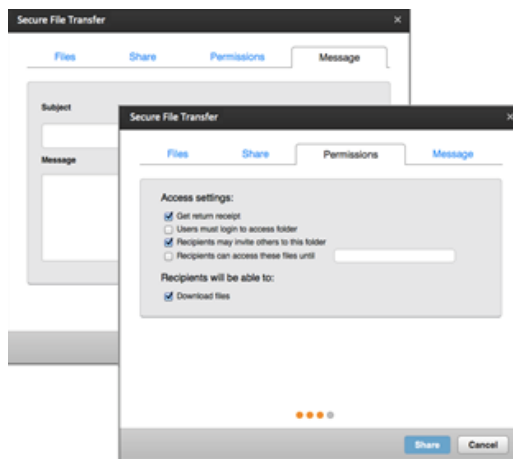 Secure File Transfer
Files Share Permissions Message
Subject
Message
Secure File Transfer
Files Share Permissions Message
Access settings:
Get return receipt
Users must login to access folder
Recipients may invite others to this folder
Recipients can access these files until
Recipients will be able to:
Download files
Share Cancel